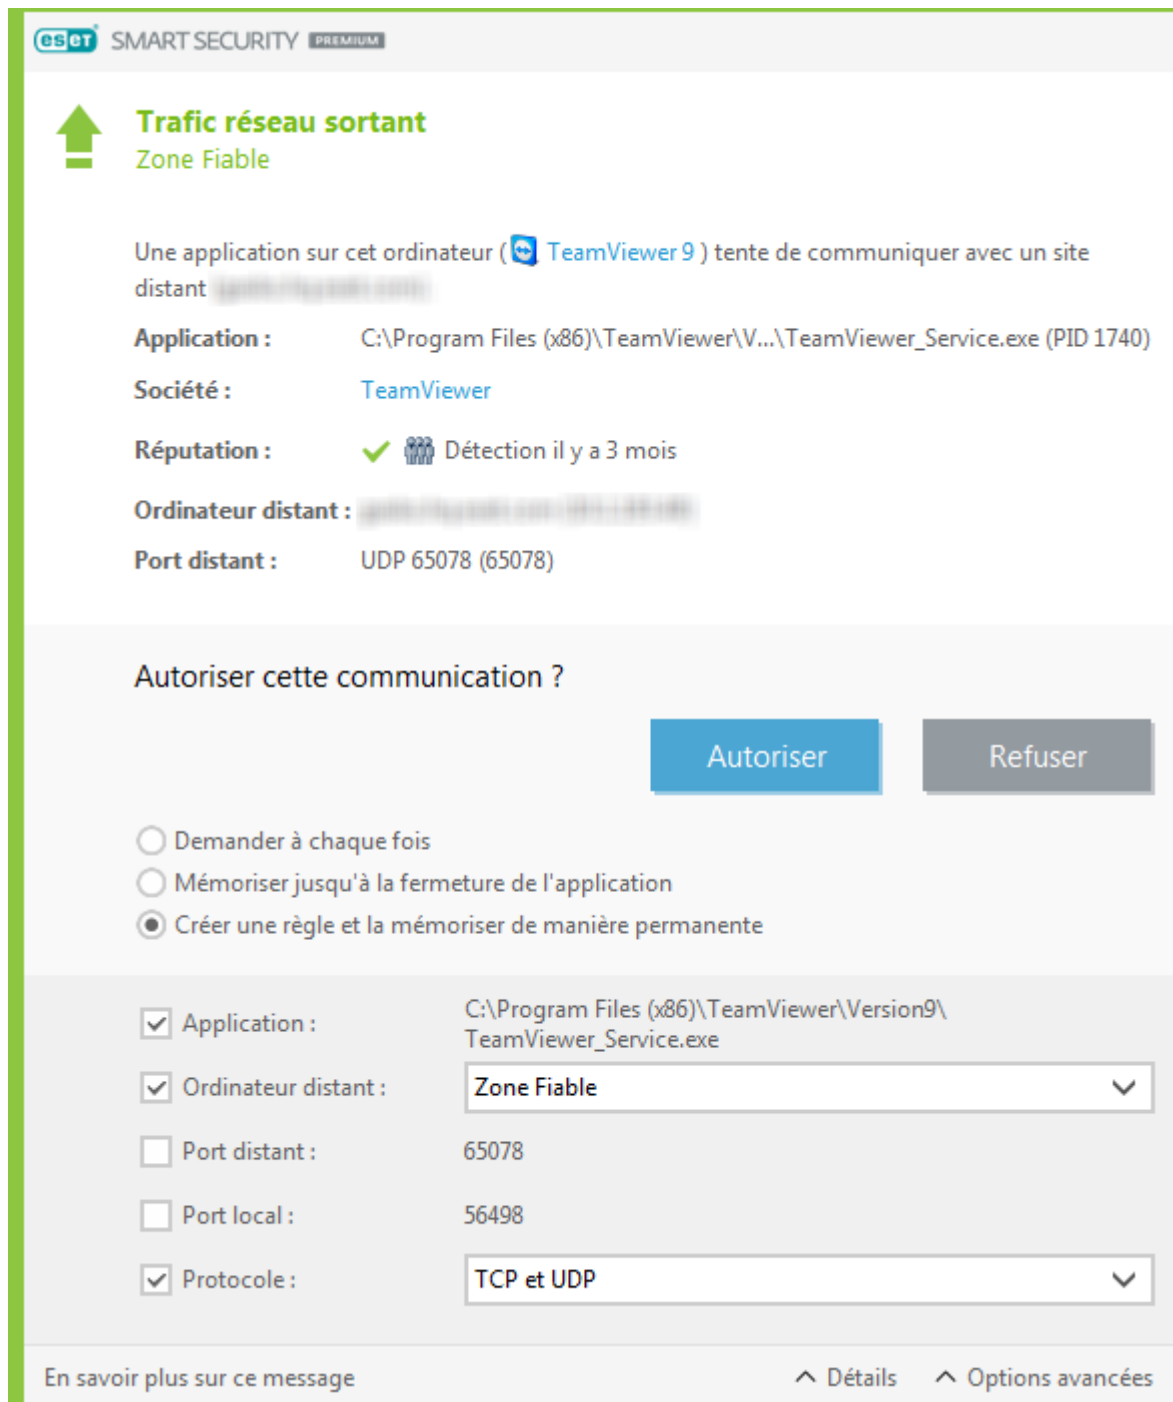 eset SMART SECURITY PREMIUM
Trafic réseau sortant
Zone Fiable
Une application sur cet ordinateur ( TeamViewer 9 ) tente de communiquer avec un site
distant
Application : C:\Program Files (x86)\TeamViewer\V...\TeamViewer_Service.exe (PID 1740)
Société : TeamViewer
Réputation : Détection il y a 3 mois
Ordinateur distant :
Port distant : UDP 65078 (65078)
Autoriser cette communication ?
Autoriser Refuser
Demander à chaque fois
Mémoriser jusqu'à la fermeture de l'application
Créer une règle et la mémoriser de manière permanente
Application : C:\Program Files (x86)\TeamViewer\Version9\
TeamViewer_Service.exe
Ordinateur distant : Zone Fiable
Port distant : 65078
Port local : 56498
Protocole : TCP et UDP
En savoir plus sur ce message Détails Options avancées